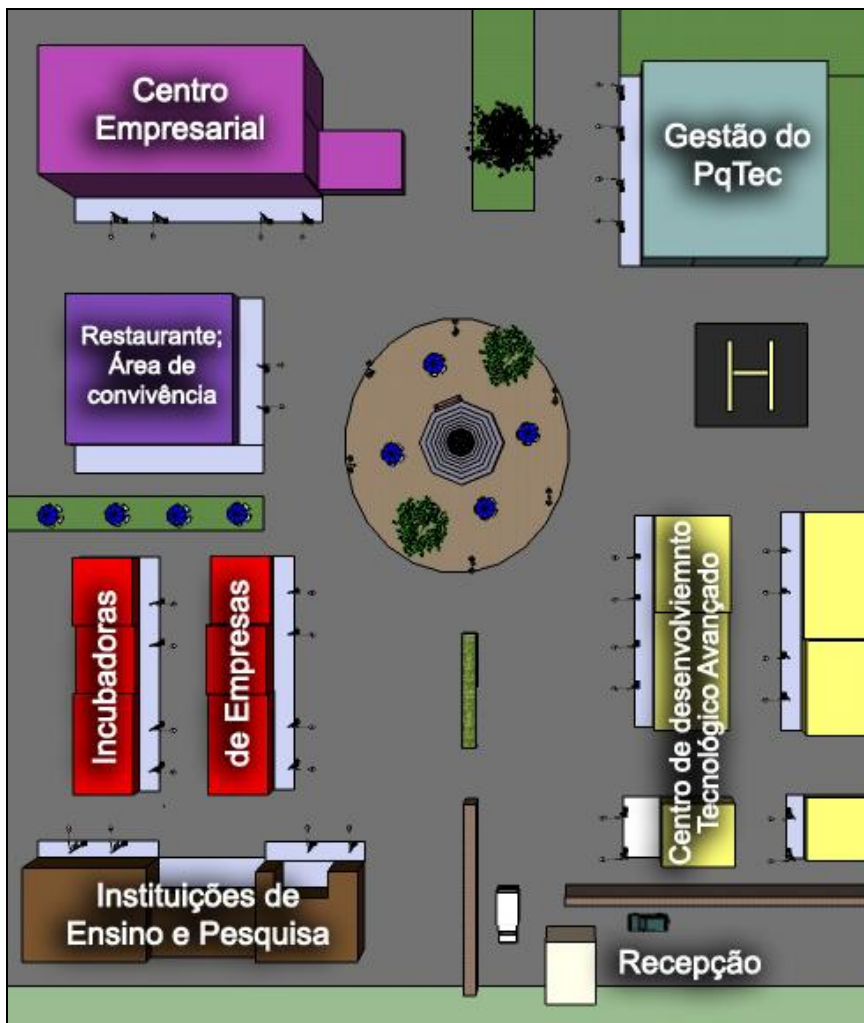 Centro
Empresarial
Gestão do
PqTec
Restaurante;
Área de
convivência
H
Incubadoras
de Empresas
Centro de desenvolviemnto
Tecnológico Avançado
Instituições de
Ensino e Pesquisa
Recepção